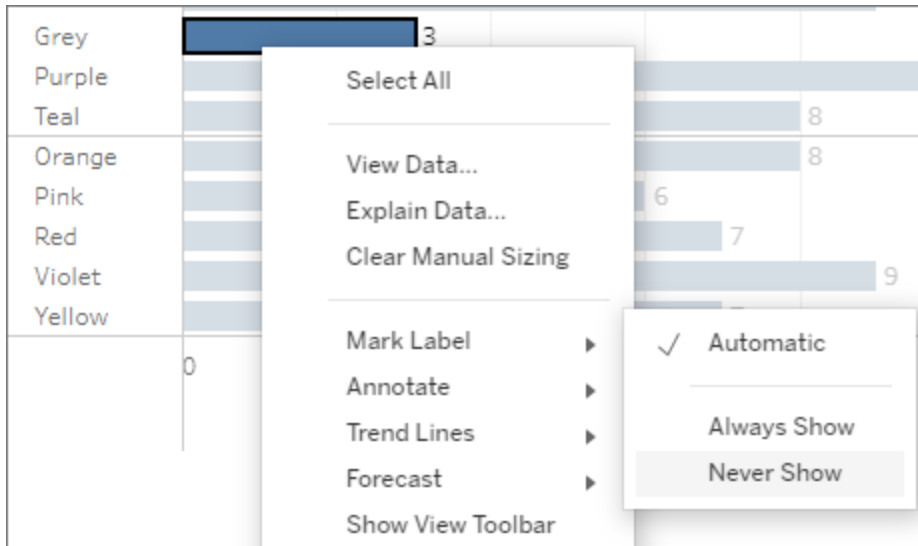 Grey 3
Purple
Teal 8
Orange 8
Pink 6
Red 7
Violet 9
Yellow
0
Select All
View Data...
Explain Data...
Clear Manual Sizing
Mark Label
Annotate
Trend Lines
Forecast
Show View Toolbar
Automatic
Always Show
Never Show